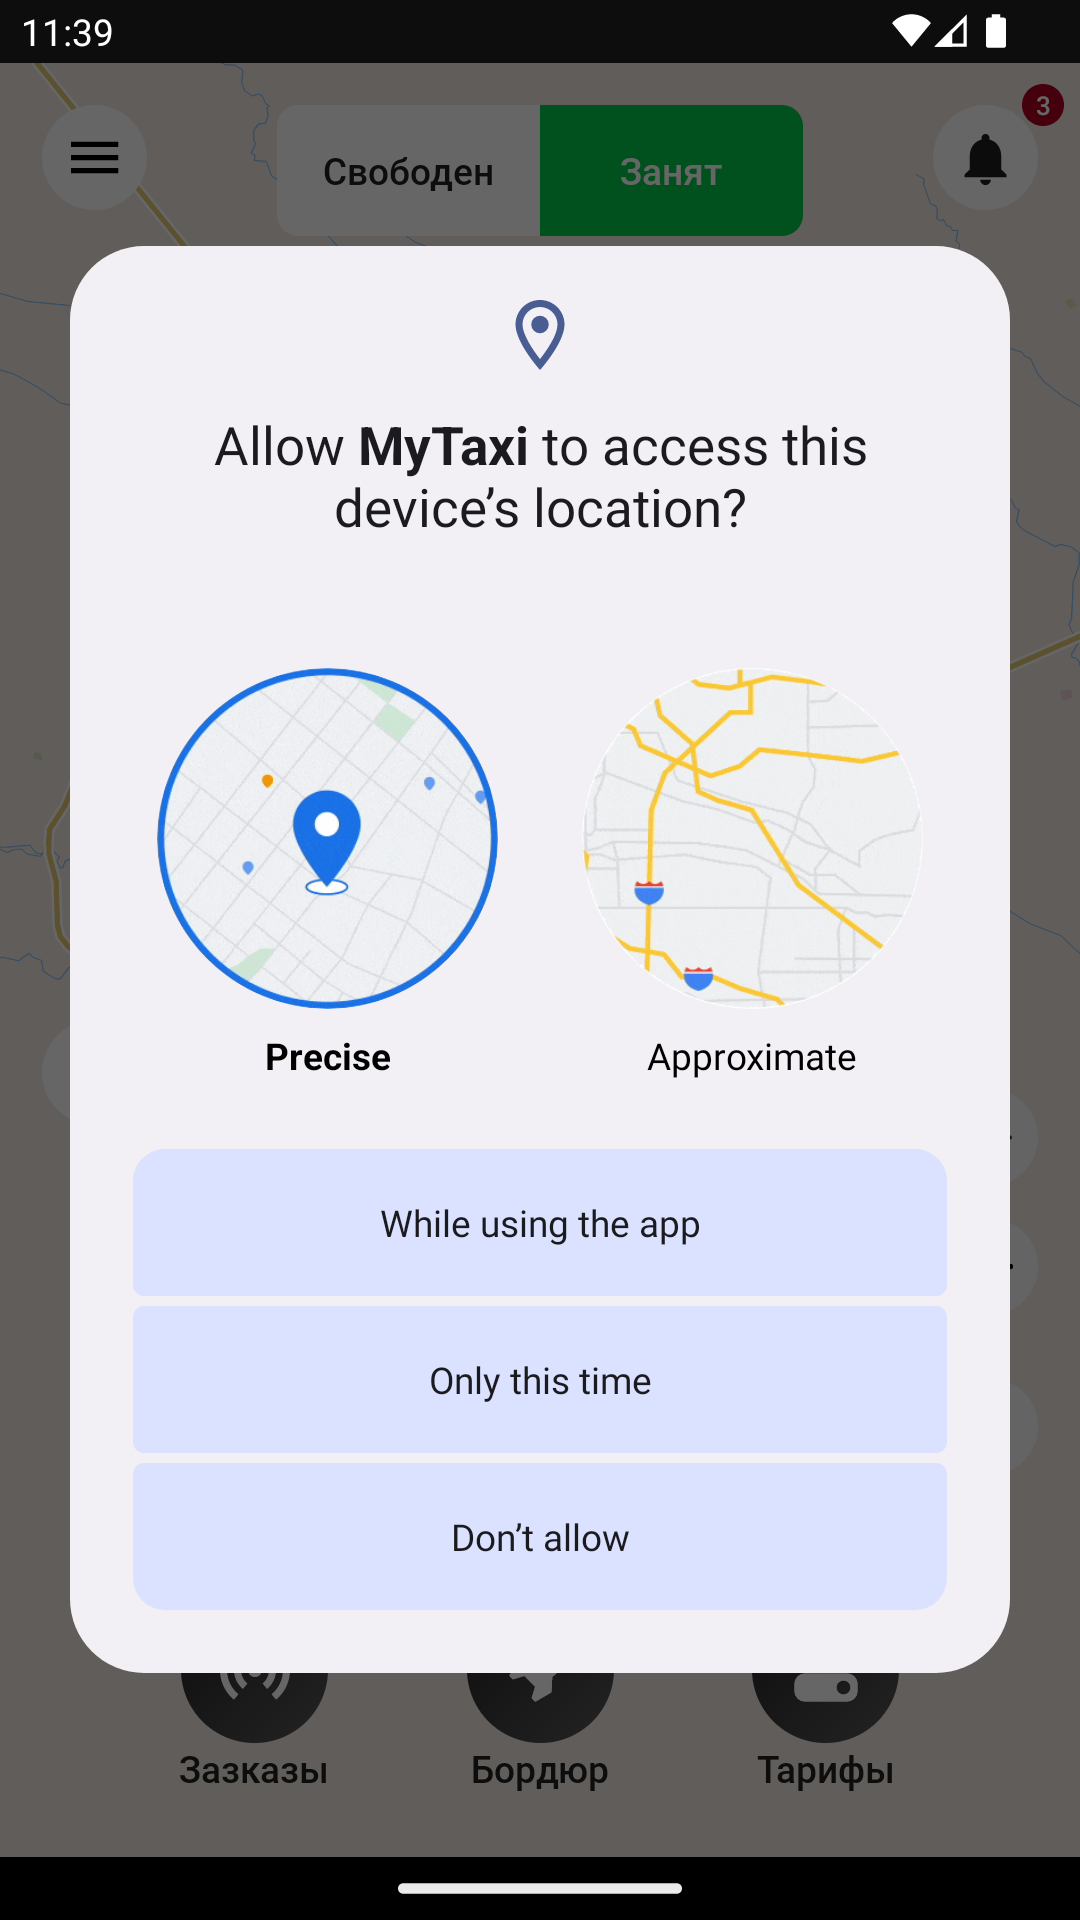 11:39
3
Свободен
Занят
Allow MyTaxi to access this
device’s location?
Precise
Approximate
While using the app
Only this time
Don’t allow
Зазказы
Бордюр
Тарифы